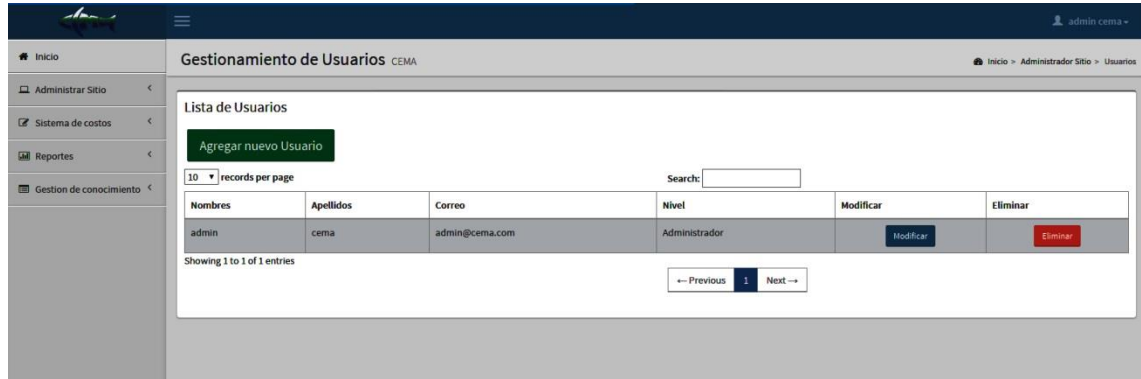 admin cema
Inicio
Administrar Sitio
Sistema de costos
Reportes
Gestion de conocimiento
Gestionamiento de Usuarios CEMA
Inicio > Administrador Sitio > Usuarios
Lista de Usuarios
Agregar nuevo Usuario
10 records per page
Search:
Nombres Apellidos Correo Nivel Modificar Eliminar
admin cema admin@cema.com Administrador Modificar Eliminar
Showing 1 to 1 of 1 entries
← Previous 1 Next →